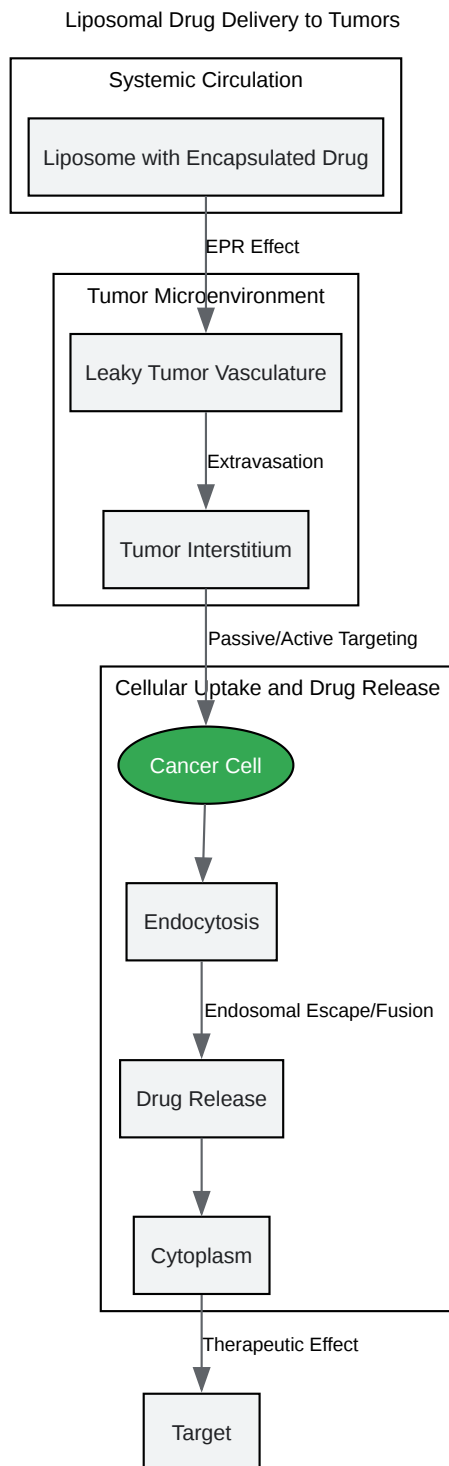 Liposomal Drug Delivery to Tumors
Systemic Circulation
Liposome with Encapsulated Drug
EPR Effect
Tumor Microenvironment
Leaky Tumor Vasculature
Extravasation
Tumor Interstitium
Passive/Active Targeting
Cellular Uptake and Drug Release
Cancer Cell
Endocytosis
Endosomal Escape/Fusion
Drug Release
Cytoplasm
Therapeutic Effect
Target